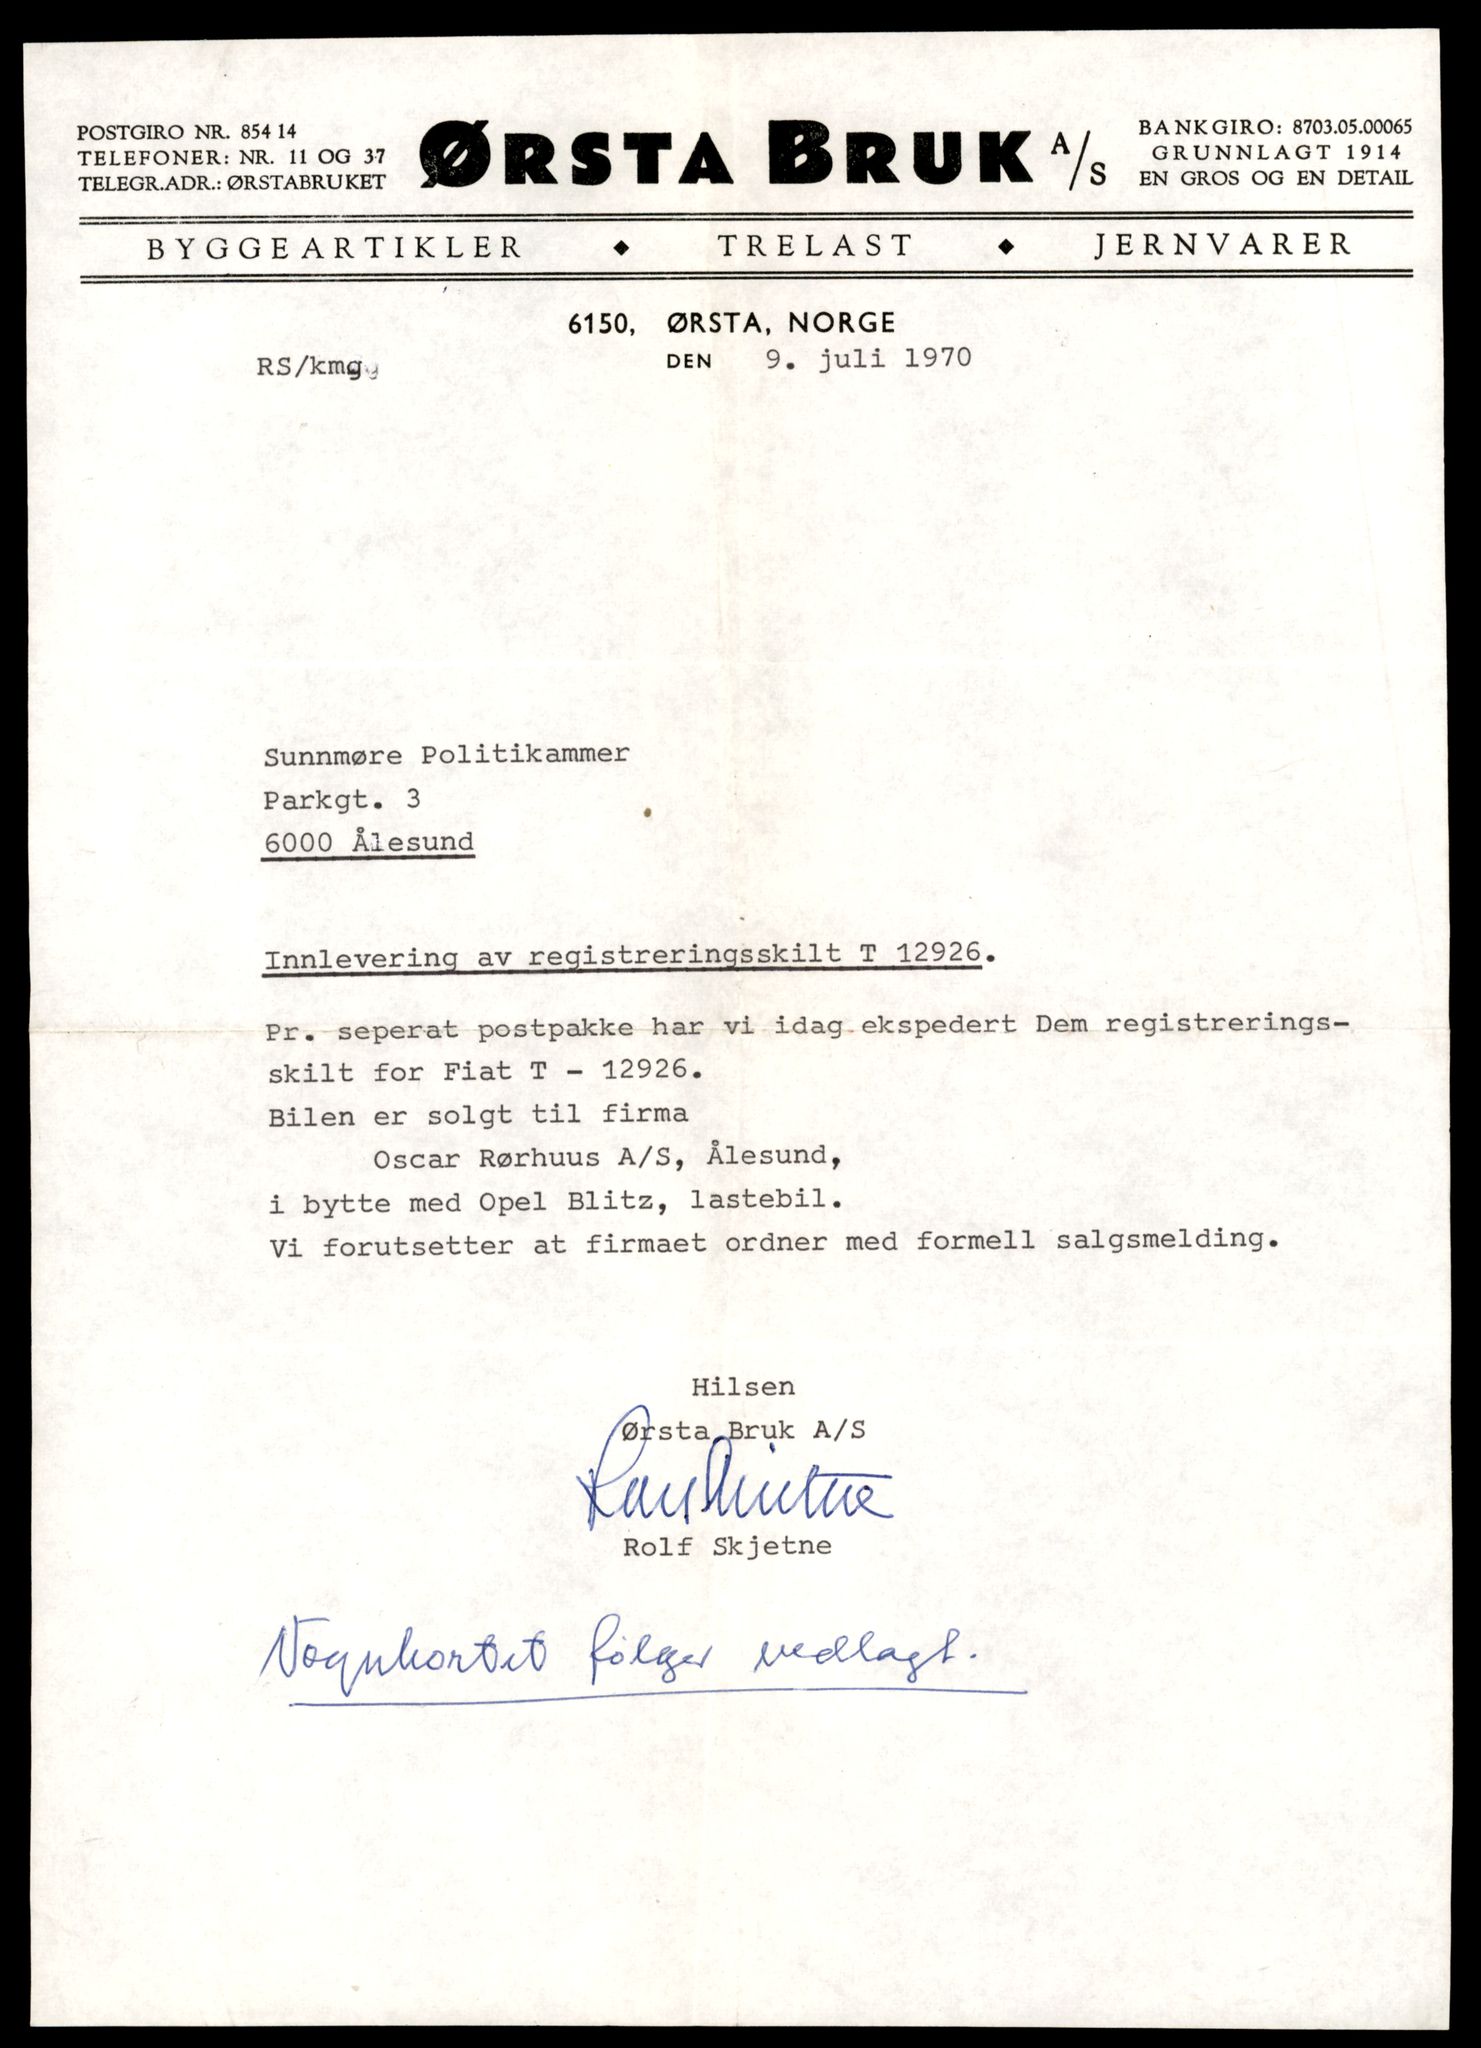 POSTGIRO NR. 854 14
TELEFONER: NR. 11 OG 37
TELEGR.ADR.: ØRSTABRUKET
ØRSTA BRUK A/S
BANKGIRO: 8703.05.00065
GRUNNLAGT 1914
EN GROS OG EN DETAIL
BYGGEARTIKLER ◆ TRELAST ◆ JERNVARER
6150, ØRSTA, NORGE
RS/kmg
DEN 9. juli 1970
Sunnmøre Politikammer
Parkgt. 3
6000 Ålesund
Innlevering av registreringsskilt T 12926.
Pr. seperat postpakke har vi idag ekspedert Dem registrerings-
skilt for Fiat T - 12926.
Bilen er solgt til firma
Oscar Rørhuus A/S, Ålesund,
i bytte med Opel Blitz, lastebil.
Vi forutsetter at firmaet ordner med formell salgsmelding.
Hilsen
Ørsta Bruk A/S
Rolf Skjetne
Rolf Skjetne
Vognkortet følger vedlagt.